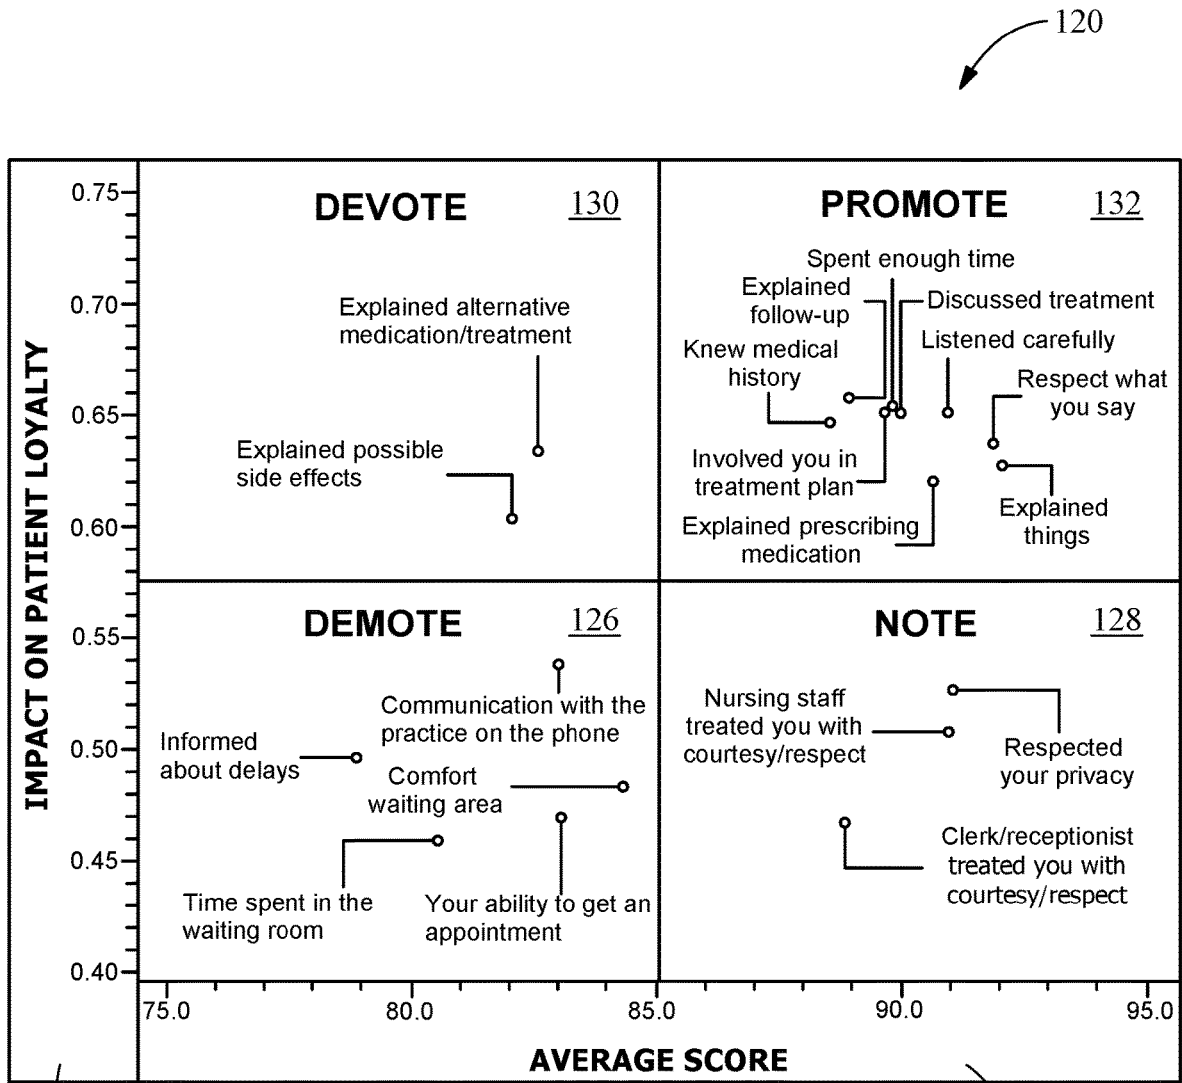 120
IMPACT ON PATIENT LOYALTY
0.75
0.70
0.65
0.60
0.55
0.50
0.45
0.40
DEVOTE 130
Explained alternative
medication/treatment
Explained possible
side effects
PROMOTE 132
Spent enough time
Explained
follow-up
Discussed treatment
Knew medical
history
Listened carefully
Respect what
you say
Involved you in
treatment plan
Explained
things
Explained prescribing
medication
DEMOTE 126
Communication with the
practice on the phone
Informed
about delays
Comfort
waiting area
Time spent in the
waiting room
Your ability to get an
appointment
NOTE 128
Nursing staff
treated you with
courtesy/respect
Respected
your privacy
Clerk/receptionist
treated you with
courtesy/respect
75.0 80.0 85.0 90.0 95.0
AVERAGE SCORE